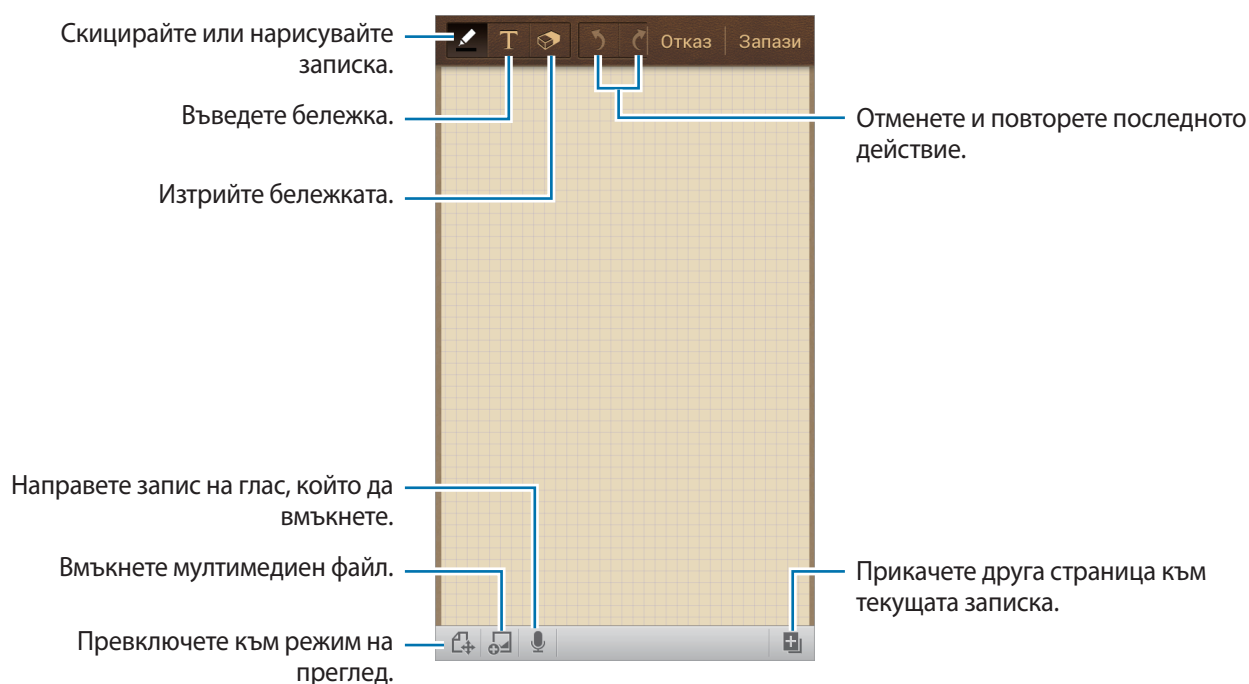 Скицирайте или нарисувайте
записка.
T
Отказ
Запази
Въведете бележка.
Отменете и повторете последното
действие.
Изтрийте бележката.
Направете запис на глас, който да
вмъкнете.
Вмъкнете мултимедиен файл.
Прикачете друга страница към
текущата записка.
Превключете към режим на
преглед.